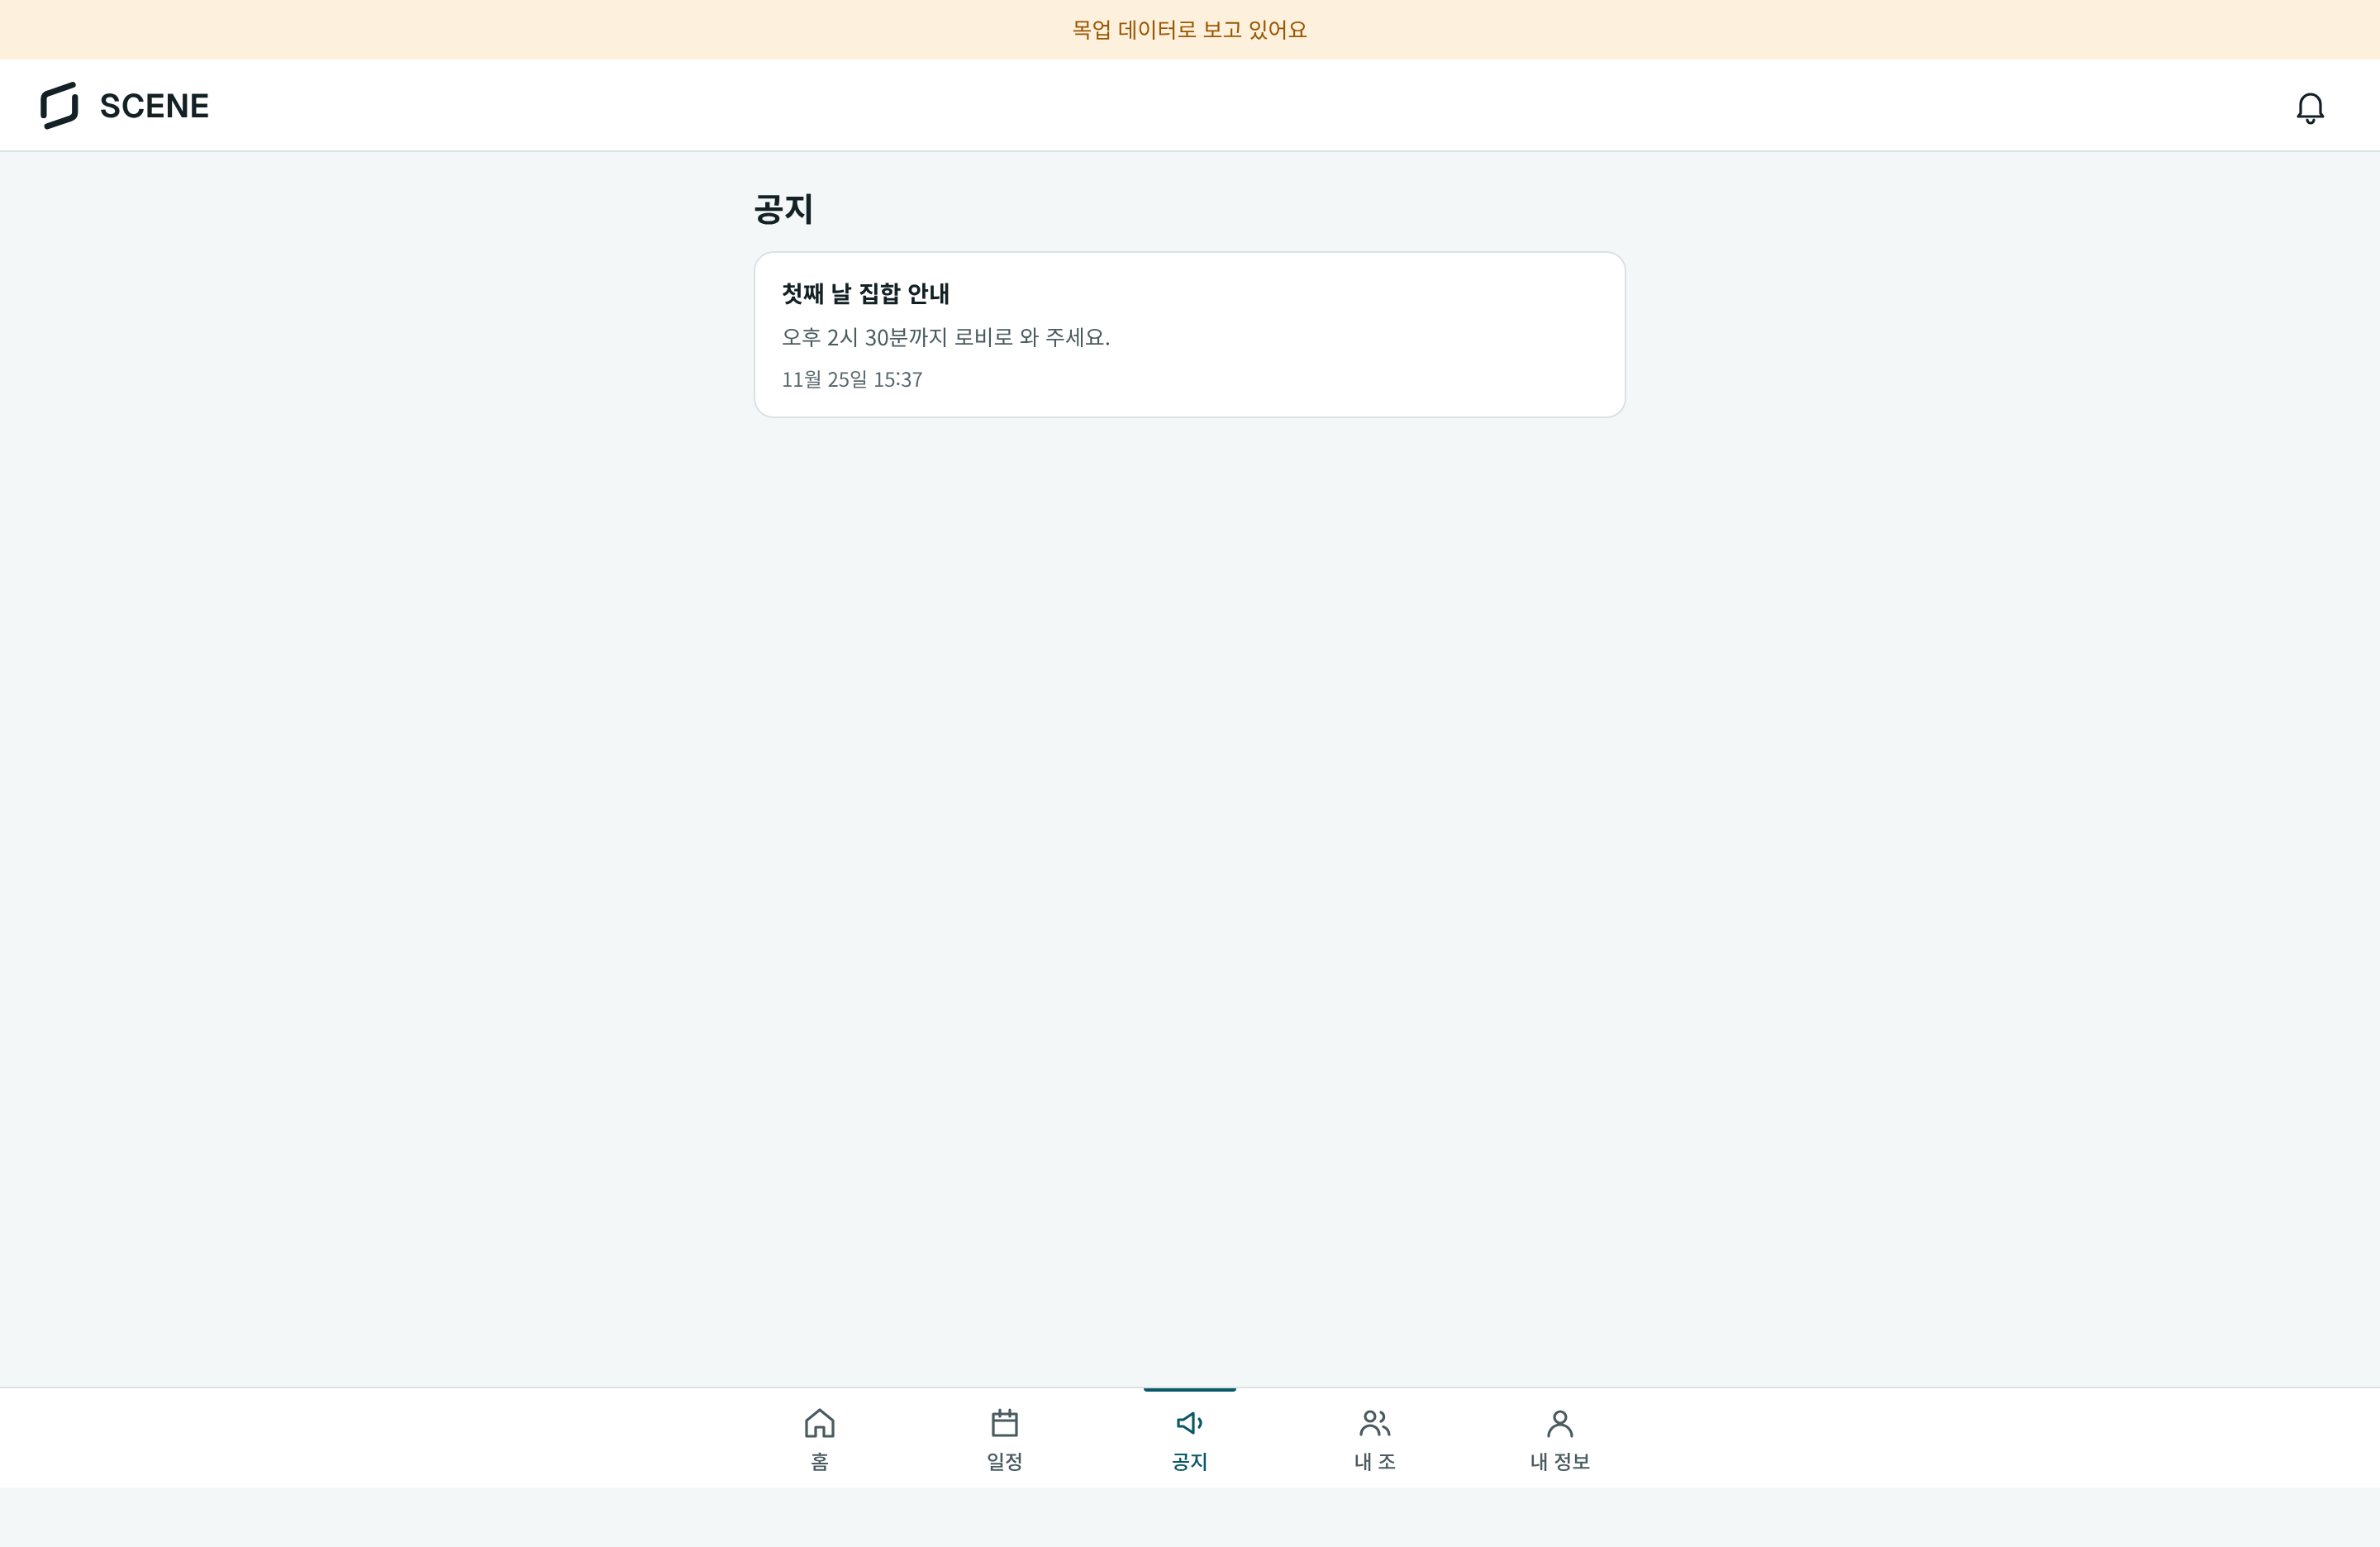 목업 데이터로 보고 있어요
SCENE
공지
첫째 날 집합 안내
오후 2시 30분까지 로비로 와 주세요.
11월 25일 15:37
홈
일정
공지
내 조
내 정보